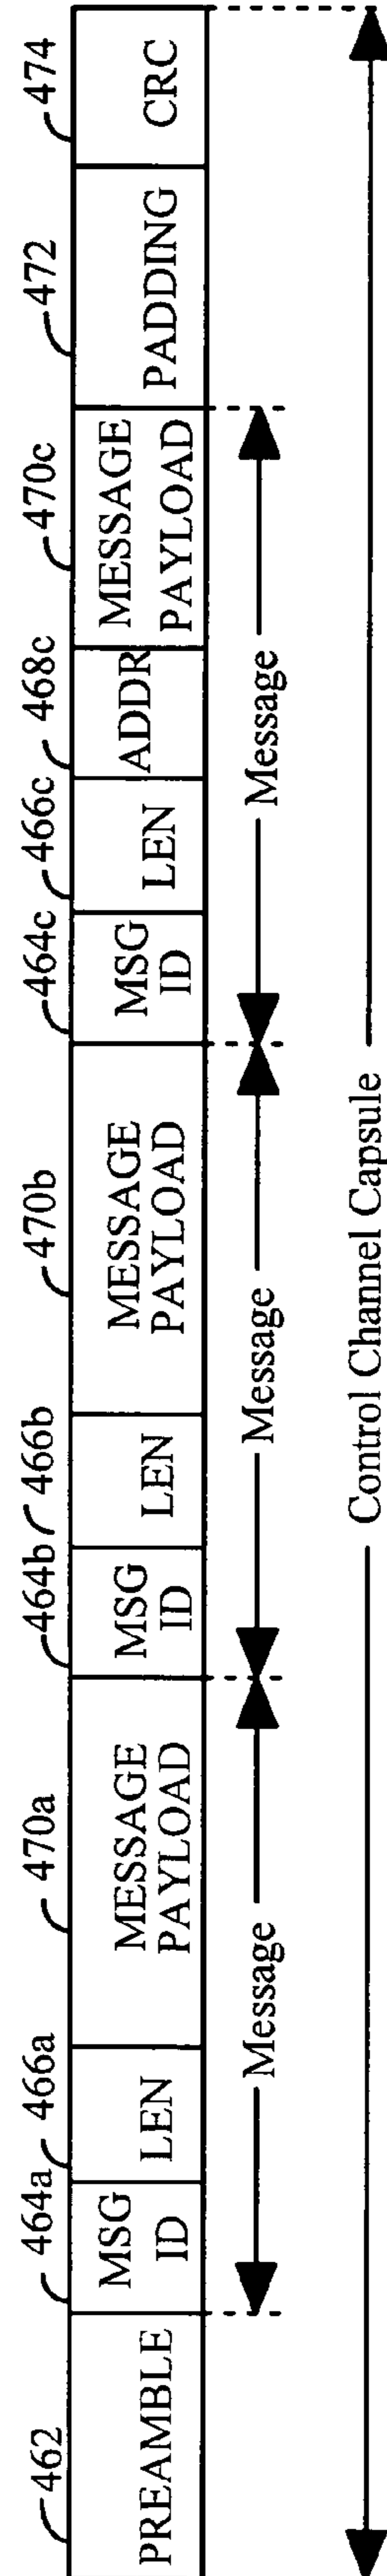 462
464a
466a
470a
464b
466b
470b
464c
466c
468c
470c
472
474
PREAMBLE
MSG
ID
LEN
MESSAGE
PAYLOAD
MSG
ID
LEN
MESSAGE
PAYLOAD
MSG
ID
LEN
ADDR
MESSAGE
PAYLOAD
PADDING
CRC
Message
Message
Message
Control Channel Capsule